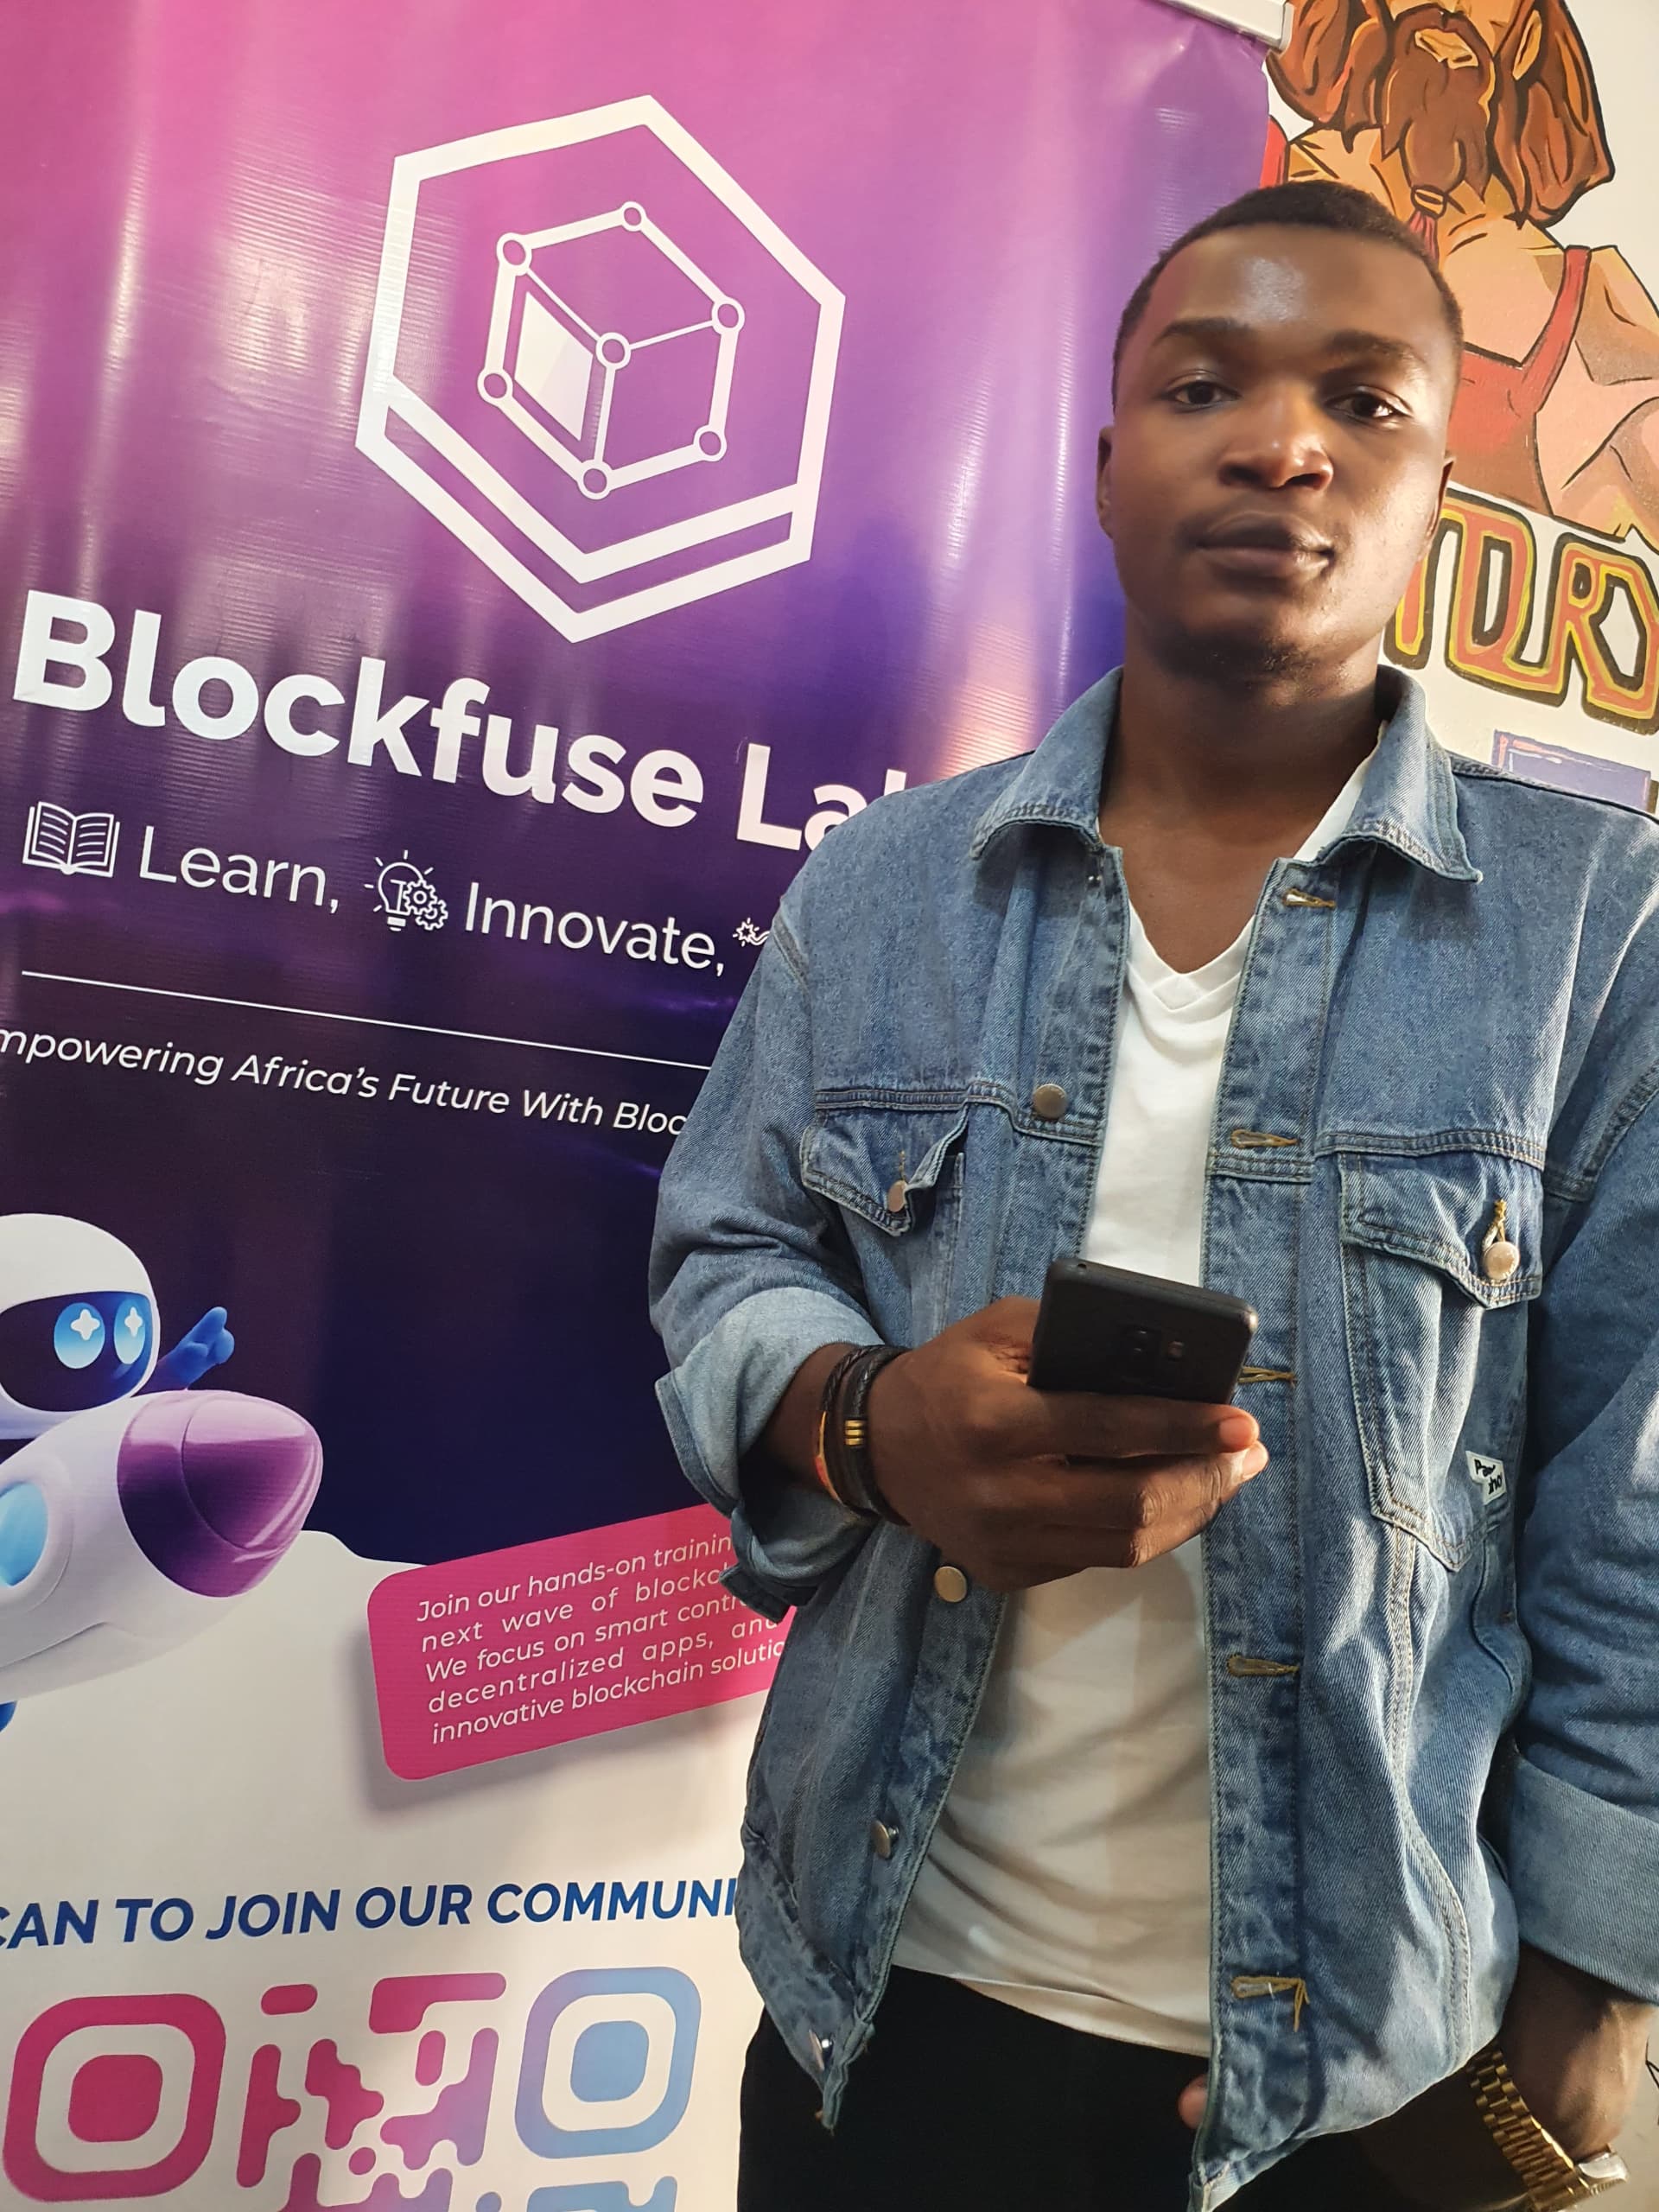 Blockfuse La
Learn, Innovate,
mpowering Africa's Future With Bloc
Join our hands-on trainin
next wave of blockc
We focus on smart contr
decentralized apps, and
innovative blockchain solutio
CAN TO JOIN OUR COMMUNI